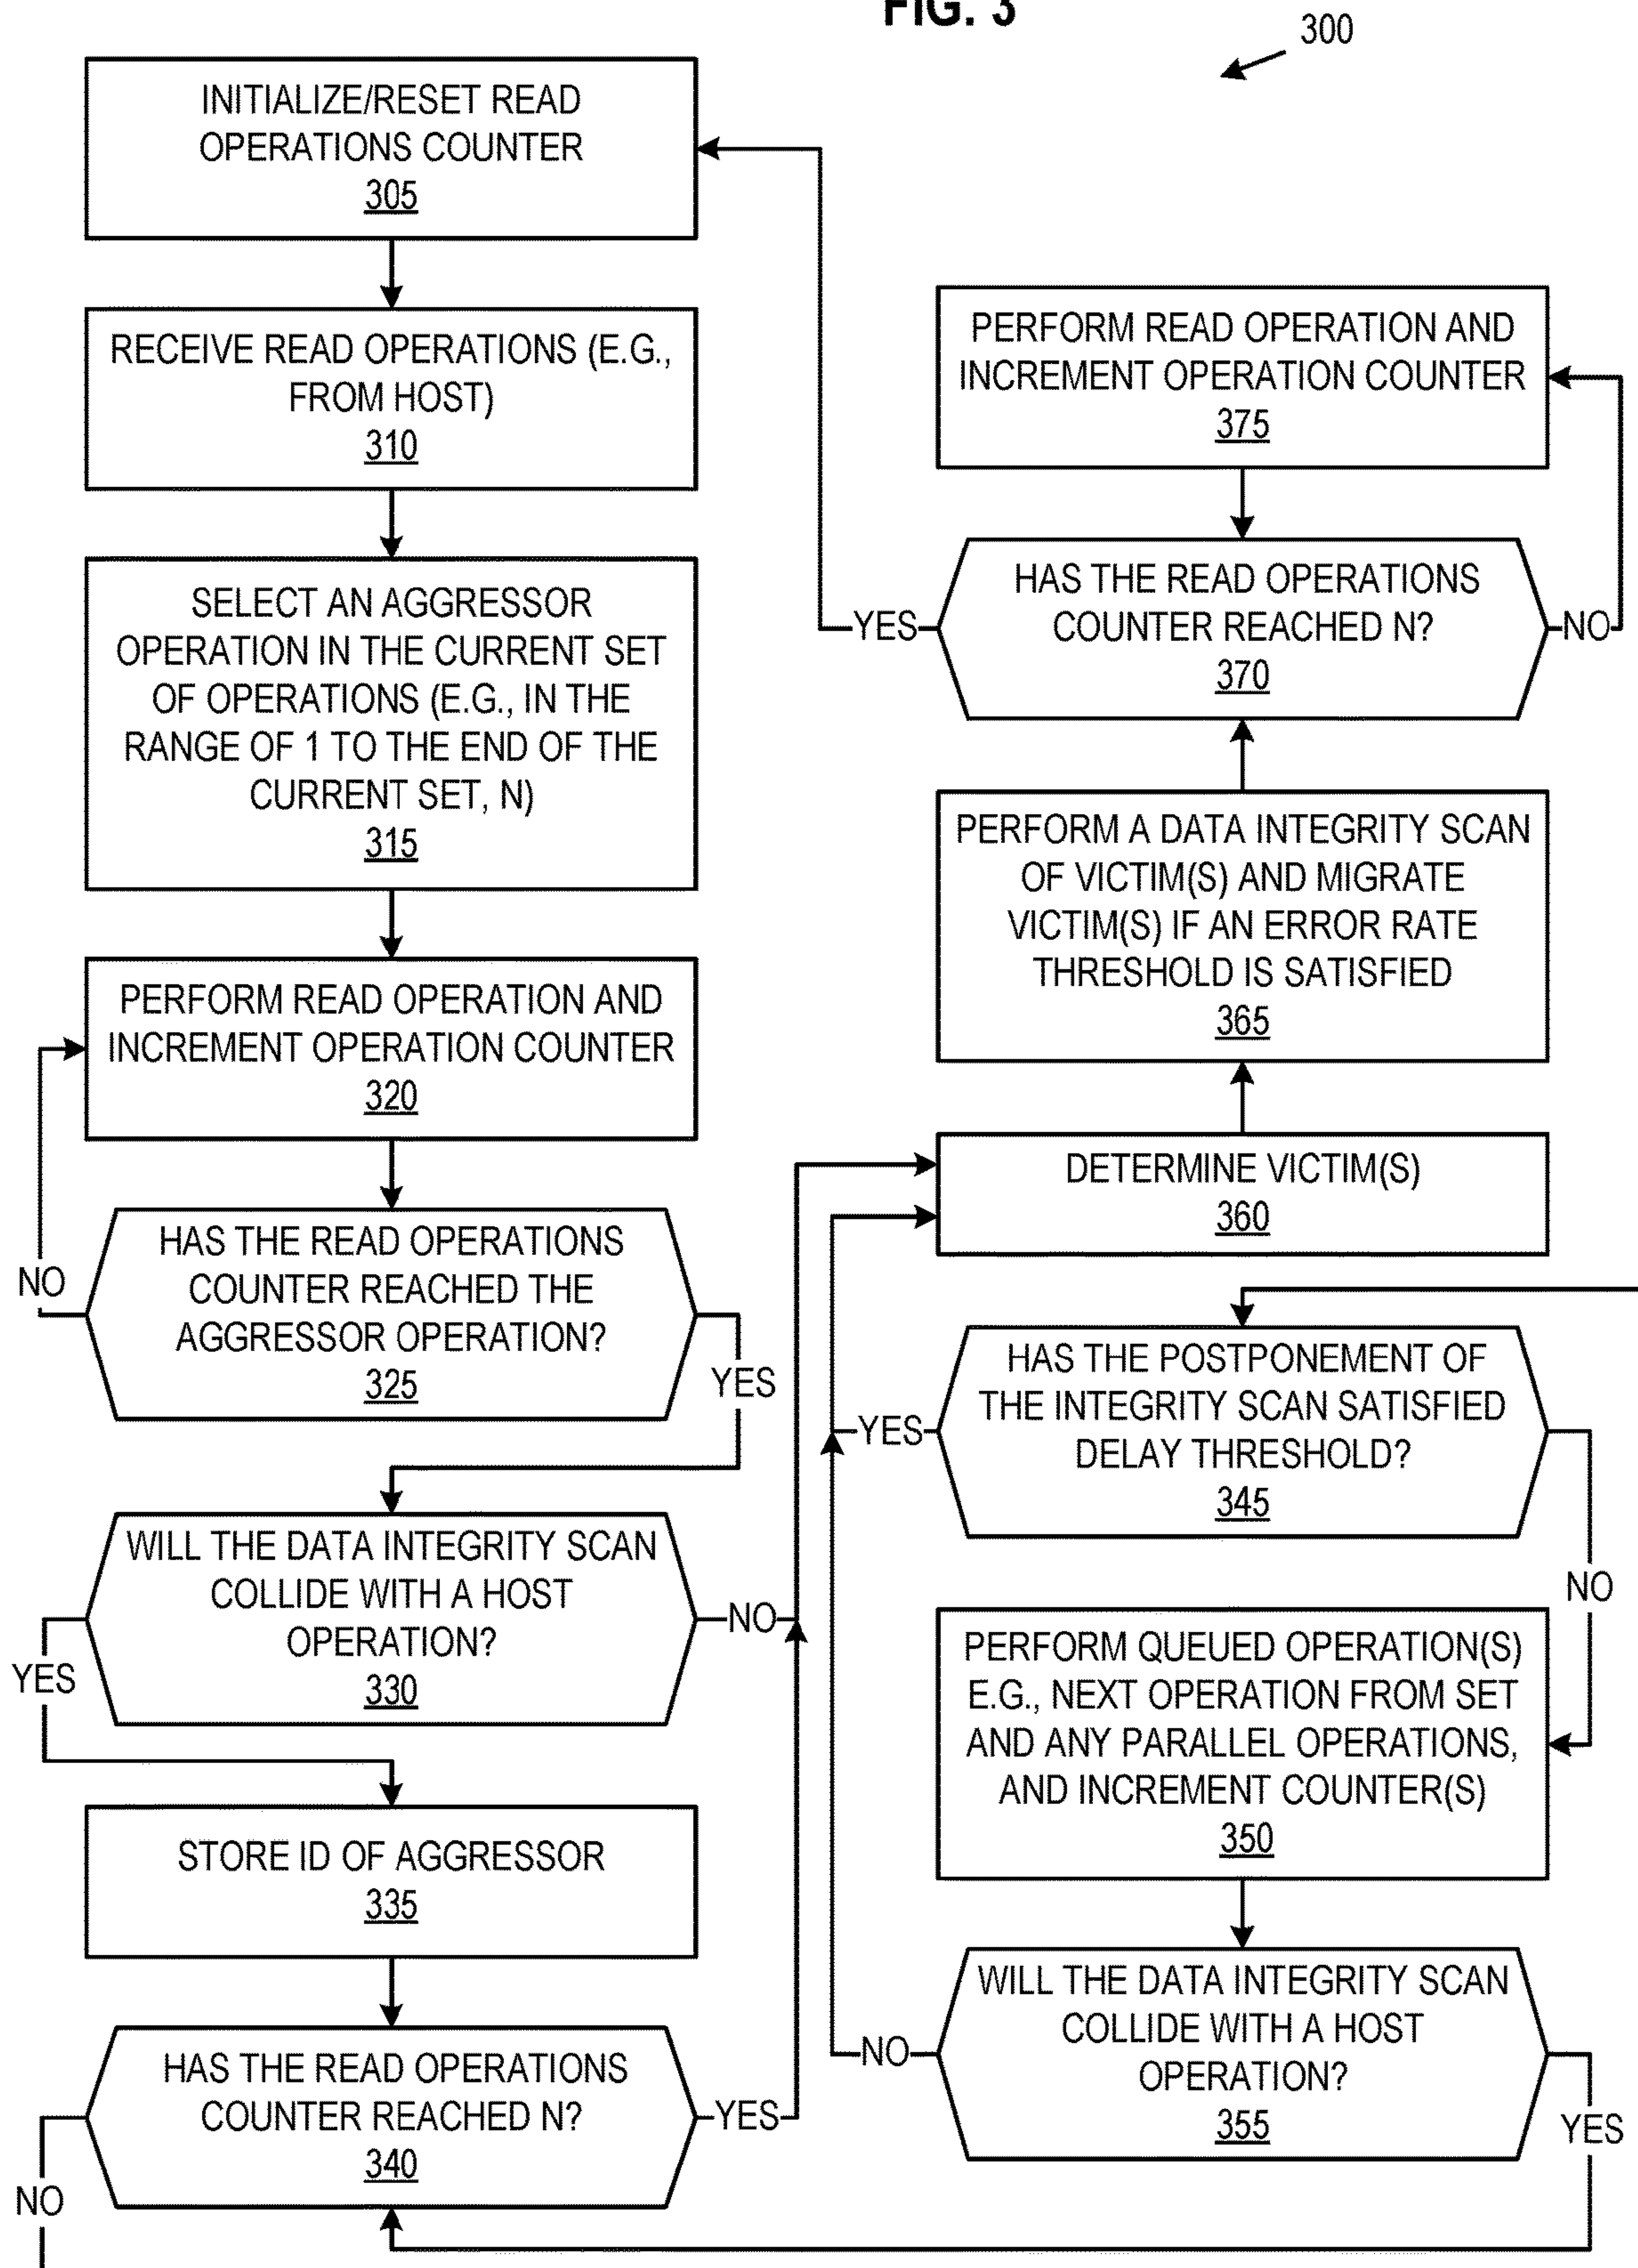 FIG. 3
300
INITIALIZE/RESET READ
OPERATIONS COUNTER
305
RECEIVE READ OPERATIONS (E.G.,
FROM HOST)
310
SELECT AN AGGRESSOR
OPERATION IN THE CURRENT SET
OF OPERATIONS (E.G., IN THE
RANGE OF 1 TO THE END OF THE
CURRENT SET, N)
315
PERFORM READ OPERATION AND
INCREMENT OPERATION COUNTER
320
HAS THE READ OPERATIONS
COUNTER REACHED THE
AGGRESSOR OPERATION?
325
NO
YES
WILL THE DATA INTEGRITY SCAN
COLLIDE WITH A HOST
OPERATION?
330
NO
YES
STORE ID OF AGGRESSOR
335
HAS THE READ OPERATIONS
COUNTER REACHED N?
340
YES
NO
PERFORM READ OPERATION AND
INCREMENT OPERATION COUNTER
375
HAS THE READ OPERATIONS
COUNTER REACHED N?
370
YES
NO
PERFORM A DATA INTEGRITY SCAN
OF VICTIM(S) AND MIGRATE
VICTIM(S) IF AN ERROR RATE
THRESHOLD IS SATISFIED
365
DETERMINE VICTIM(S)
360
HAS THE POSTPONEMENT OF
THE INTEGRITY SCAN SATISFIED
DELAY THRESHOLD?
345
YES
NO
PERFORM QUEUED OPERATION(S)
E.G., NEXT OPERATION FROM SET
AND ANY PARALLEL OPERATIONS,
AND INCREMENT COUNTER(S)
350
WILL THE DATA INTEGRITY SCAN
COLLIDE WITH A HOST
OPERATION?
355
NO
YES